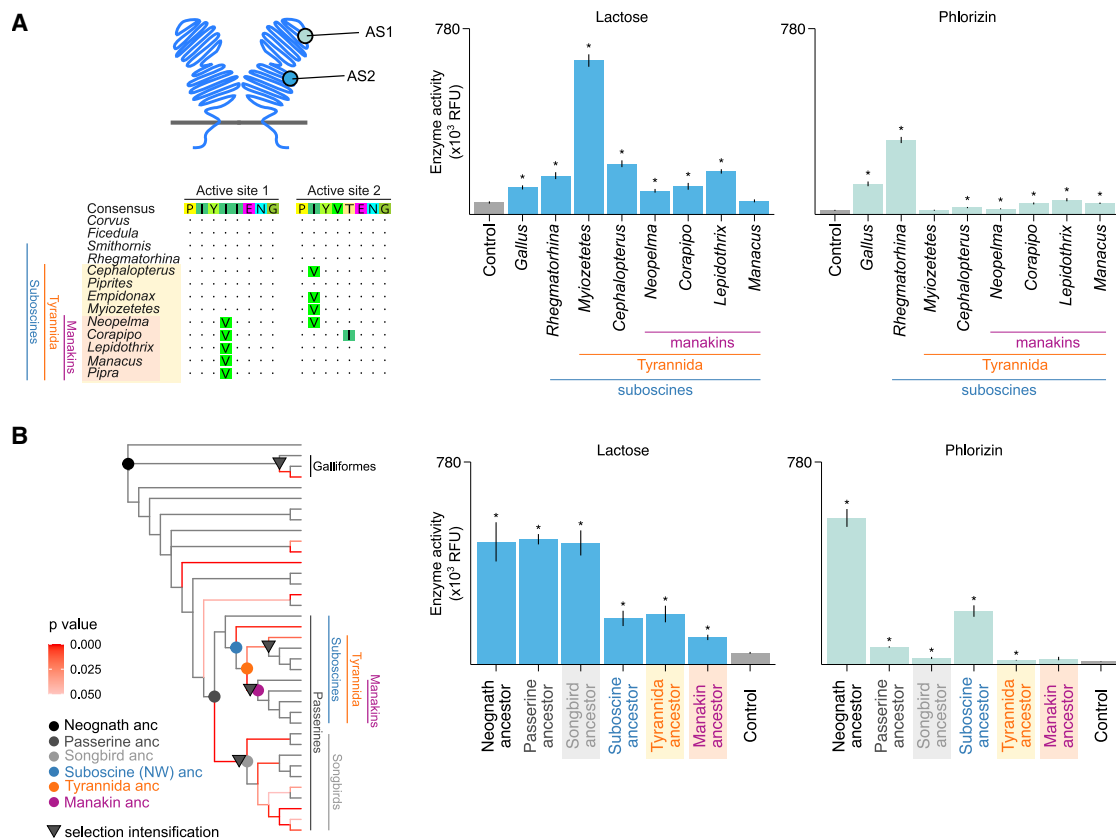 A
AS1
AS2
Active site 1 Active site 2
Consensus P I Y I I E N G P I Y V T E N G
Corvus
Ficedula
Smithornis
Rhegmatorhina
Cephalopterus V
Piprites
Empidonax V
Myiozetetes V
Neopelma V V
Corapipo V I
Lepidothrix V
Manacus V
Pipra V
Suboscines
Tyrannida
Manakins
Lactose
780
Enzyme activity
(x10³ RFU)
* * * * * * *
Control
Gallus
Rhegmatorhina
Myiozetetes
Cephalopterus
Neopelma
Corapipo
Lepidothrix
Manacus
manakins
Tyrannida
suboscines
Phlorizin
780
* * * * * * *
Control
Gallus
Rhegmatorhina
Myiozetetes
Cephalopterus
Neopelma
Corapipo
Lepidothrix
Manacus
manakins
Tyrannida
suboscines
B
Galliformes
Suboscines
Tyrannida
Manakins
Passerines
Songbirds
p value
0.000
0.025
0.050
Neognath anc
Passerine anc
Songbird anc
Suboscine (NW) anc
Tyrannida anc
Manakin anc
selection intensification
Lactose
780
Enzyme activity
(x10³ RFU)
* * * * * *
Neognath
ancestor
Passerine
ancestor
Songbird
ancestor
Suboscine
ancestor
Tyrannida
ancestor
Manakin
ancestor
Control
Phlorizin
780
* * * * *
Neognath
ancestor
Passerine
ancestor
Songbird
ancestor
Suboscine
ancestor
Tyrannida
ancestor
Manakin
ancestor
Control